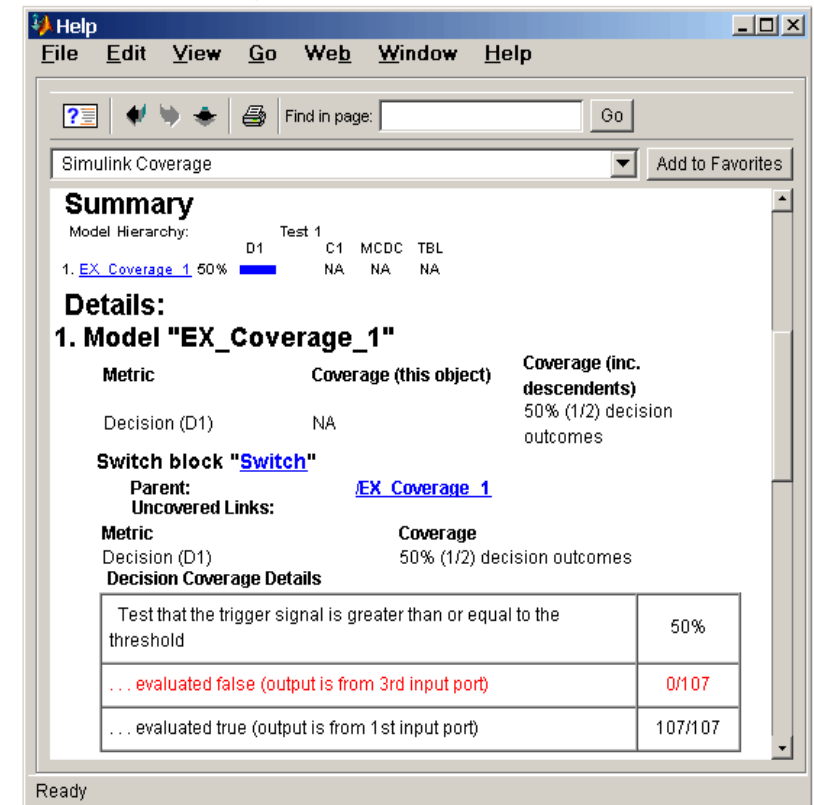 Help
File Edit View Go Web Window Help
Find in page: Go
Simulink Coverage Add to Favorites
Summary
Model Hierarchy: Test 1
D1 C1 MCDC TBL
1. EX_Coverage_1 50% NA NA NA
Details:
1. Model "EX_Coverage_1"
Metric Coverage (this object) Coverage (inc. descendents)
Decision (D1) NA 50% (1/2) decision outcomes
Switch block "Switch"
Parent: /EX_Coverage_1
Uncovered Links:
Metric Coverage
Decision (D1) 50% (1/2) decision outcomes
Decision Coverage Details
Test that the trigger signal is greater than or equal to the
threshold 50%
. . . evaluated false (output is from 3rd input port) 0/107
. . . evaluated true (output is from 1st input port) 107/107
Ready